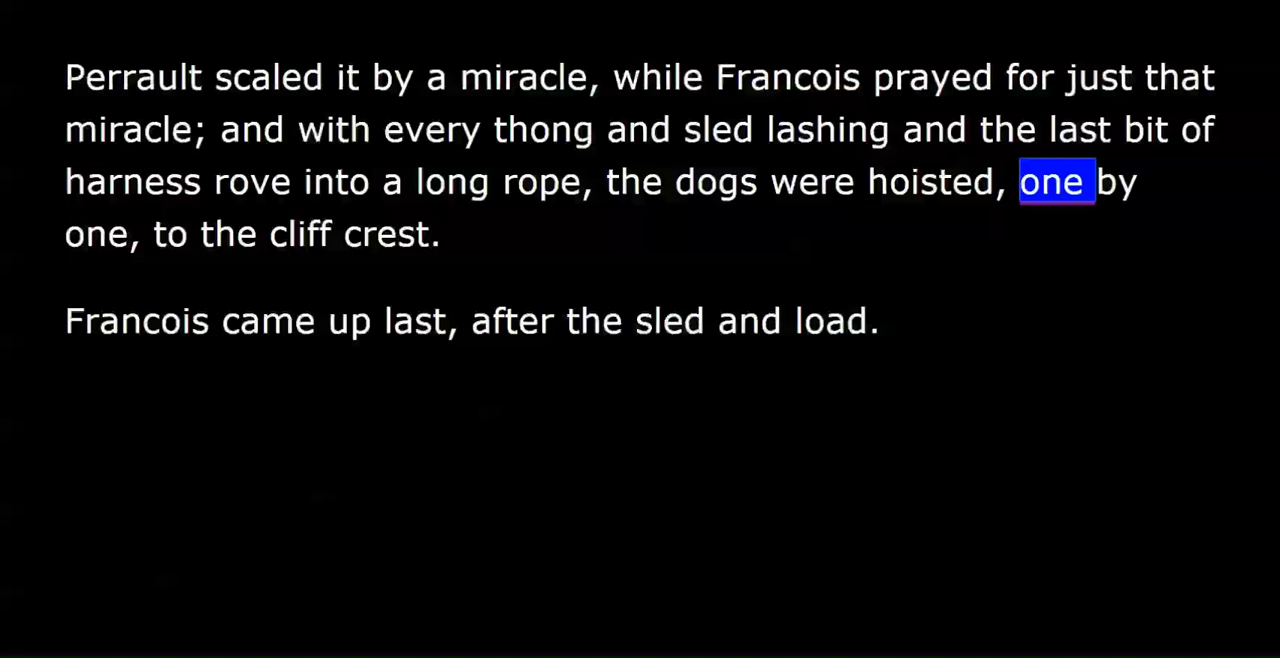 Perrault scaled it by a miracle, while Francois prayed for just that
miracle; and with every thong and sled lashing and the last bit of
harness rove into a long rope, the dogs were hoisted, one by
one, to the cliff crest.
Francois came up last, after the sled and load.